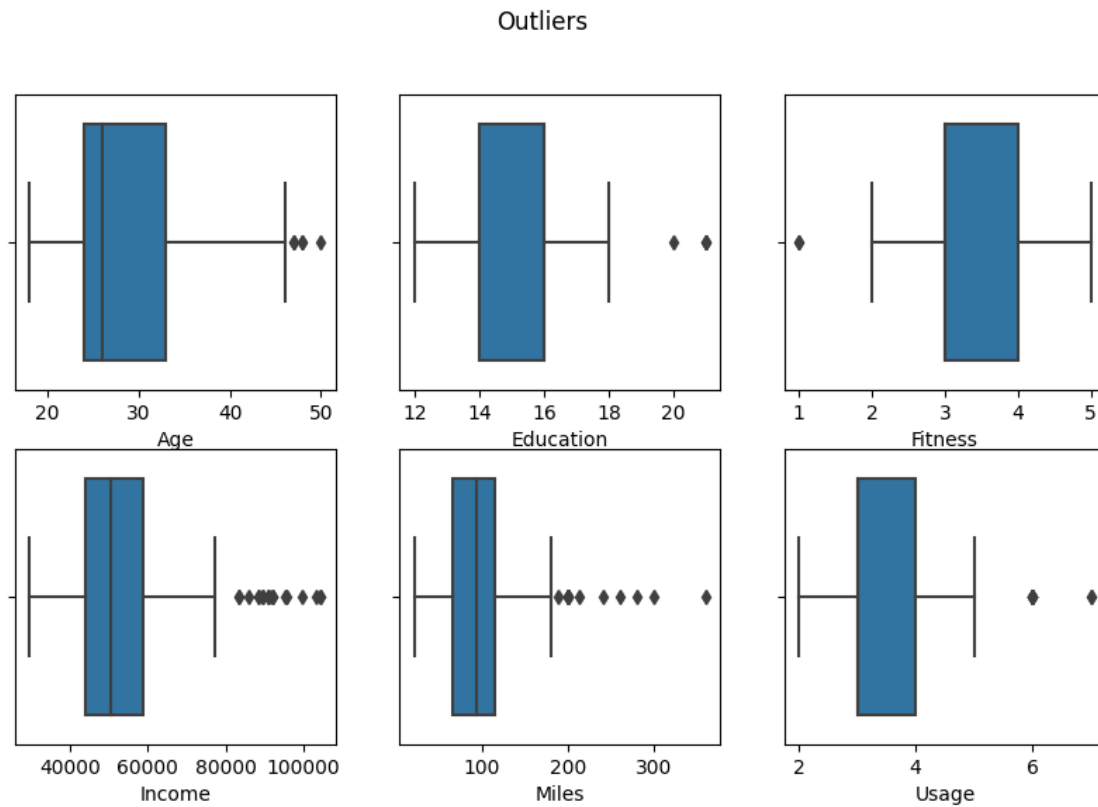 Outliers
20 30 40 50
Age
12 14 16 18 20
Education
1 2 3 4 5
Fitness
40000 60000 80000 100000
Income
100 200 300
Miles
2 4 6
Usage